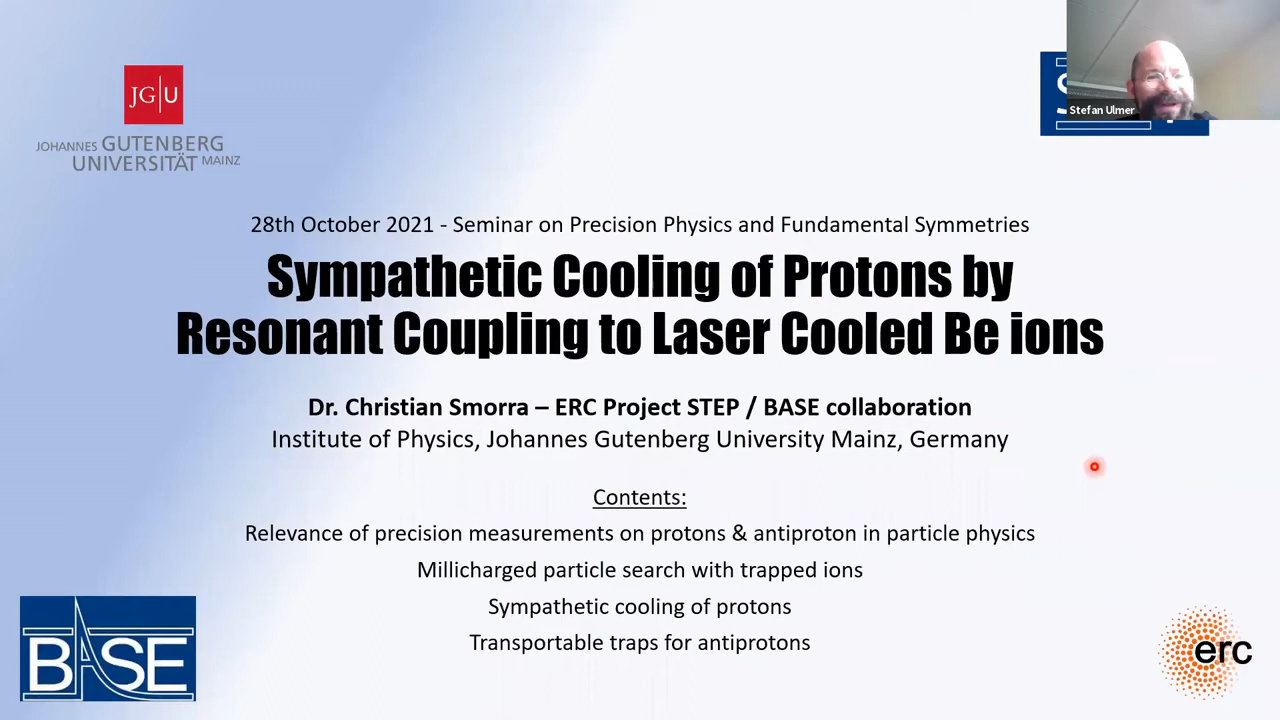 JG|U
JOHANNES GUTENBERG
UNIVERSITÄT MAINZ
Stefan Ulmer
28th October 2021 - Seminar on Precision Physics and Fundamental Symmetries
Sympathetic Cooling of Protons by
Resonant Coupling to Laser Cooled Be ions
Dr. Christian Smorra – ERC Project STEP / BASE collaboration
Institute of Physics, Johannes Gutenberg University Mainz, Germany
Contents:
Relevance of precision measurements on protons & antiproton in particle physics
Millicharged particle search with trapped ions
Sympathetic cooling of protons
Transportable traps for antiprotons
BASE
erc